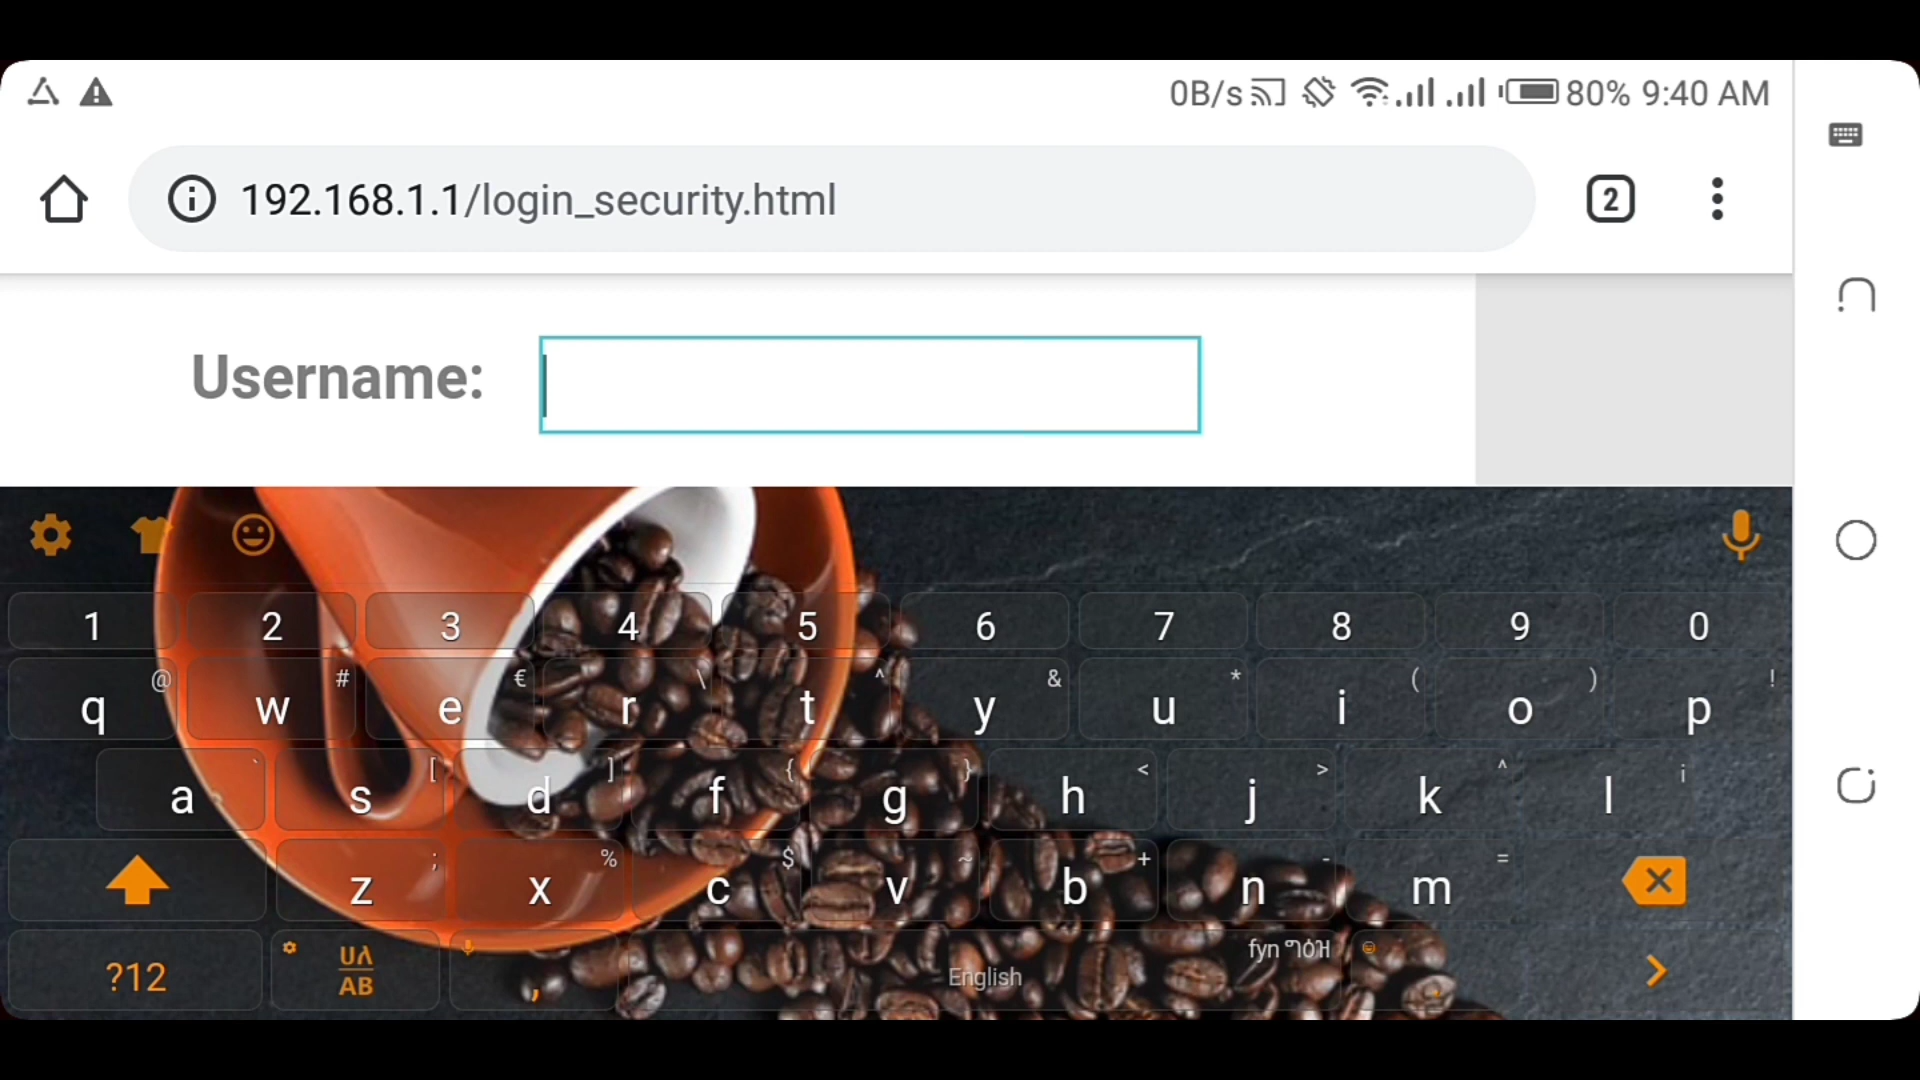 0B/s 80% 9:40 AM
192.168.1.1/login_security.html
2
Username:
1 2 3 4 5 6 7 8 9 0
@ # € \ ^ & * ( ) !
q w e r t y u i o p
` [ ] { } < > ^ i
a s d f g h j k l
; % $ ~ + - =
z x c v b n m
?12 AB , English